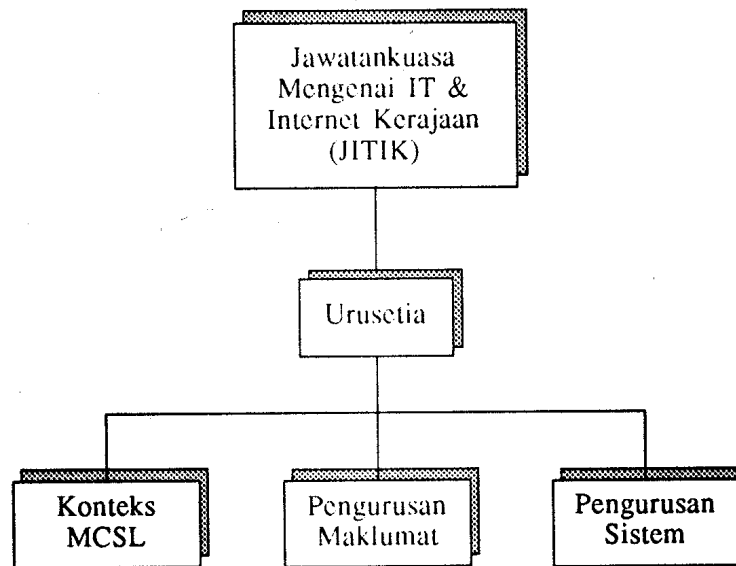 Jawatankuasa
Mengenai IT &
Internet Kerajaan
(JITIK)
Urusetia
Konteks
MCSL
Pengurusan
Maklumat
Pengurusan
Sistem